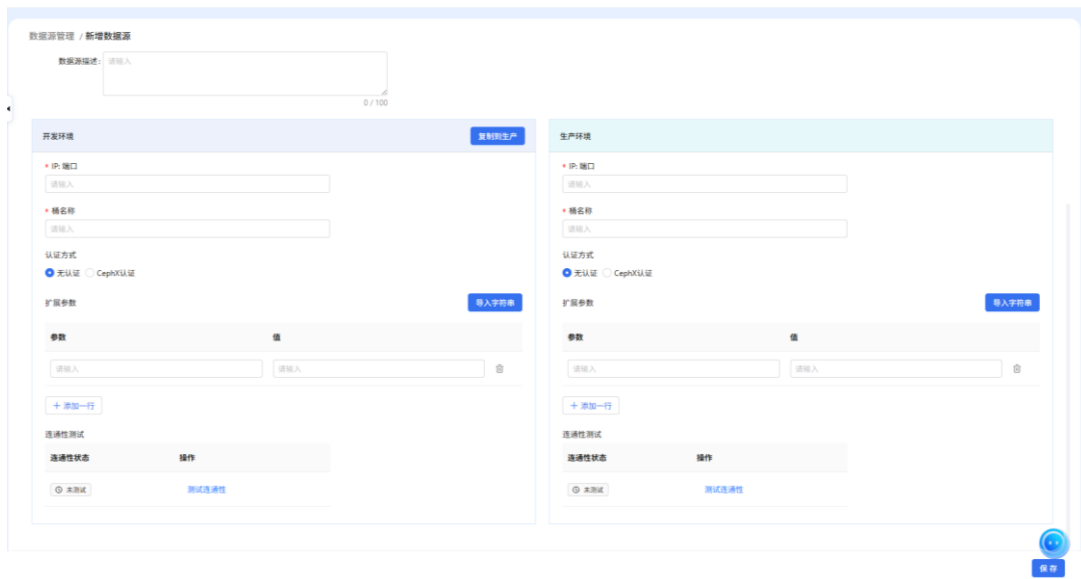 数据源管理 / 新增数据源
数据源描述: 请输入
0 / 100
开发环境 复制到生产
* IP: 端口
请输入
* 桶名称
请输入
认证方式
无认证 CephX认证
扩展参数 导入字符串
参数 值
请输入 请输入
+ 添加一行
连通性测试
连通性状态 操作
未测试 测试连通性
生产环境
* IP: 端口
请输入
* 桶名称
请输入
认证方式
无认证 CephX认证
扩展参数 导入字符串
参数 值
请输入 请输入
+ 添加一行
连通性测试
连通性状态 操作
未测试 测试连通性
保存